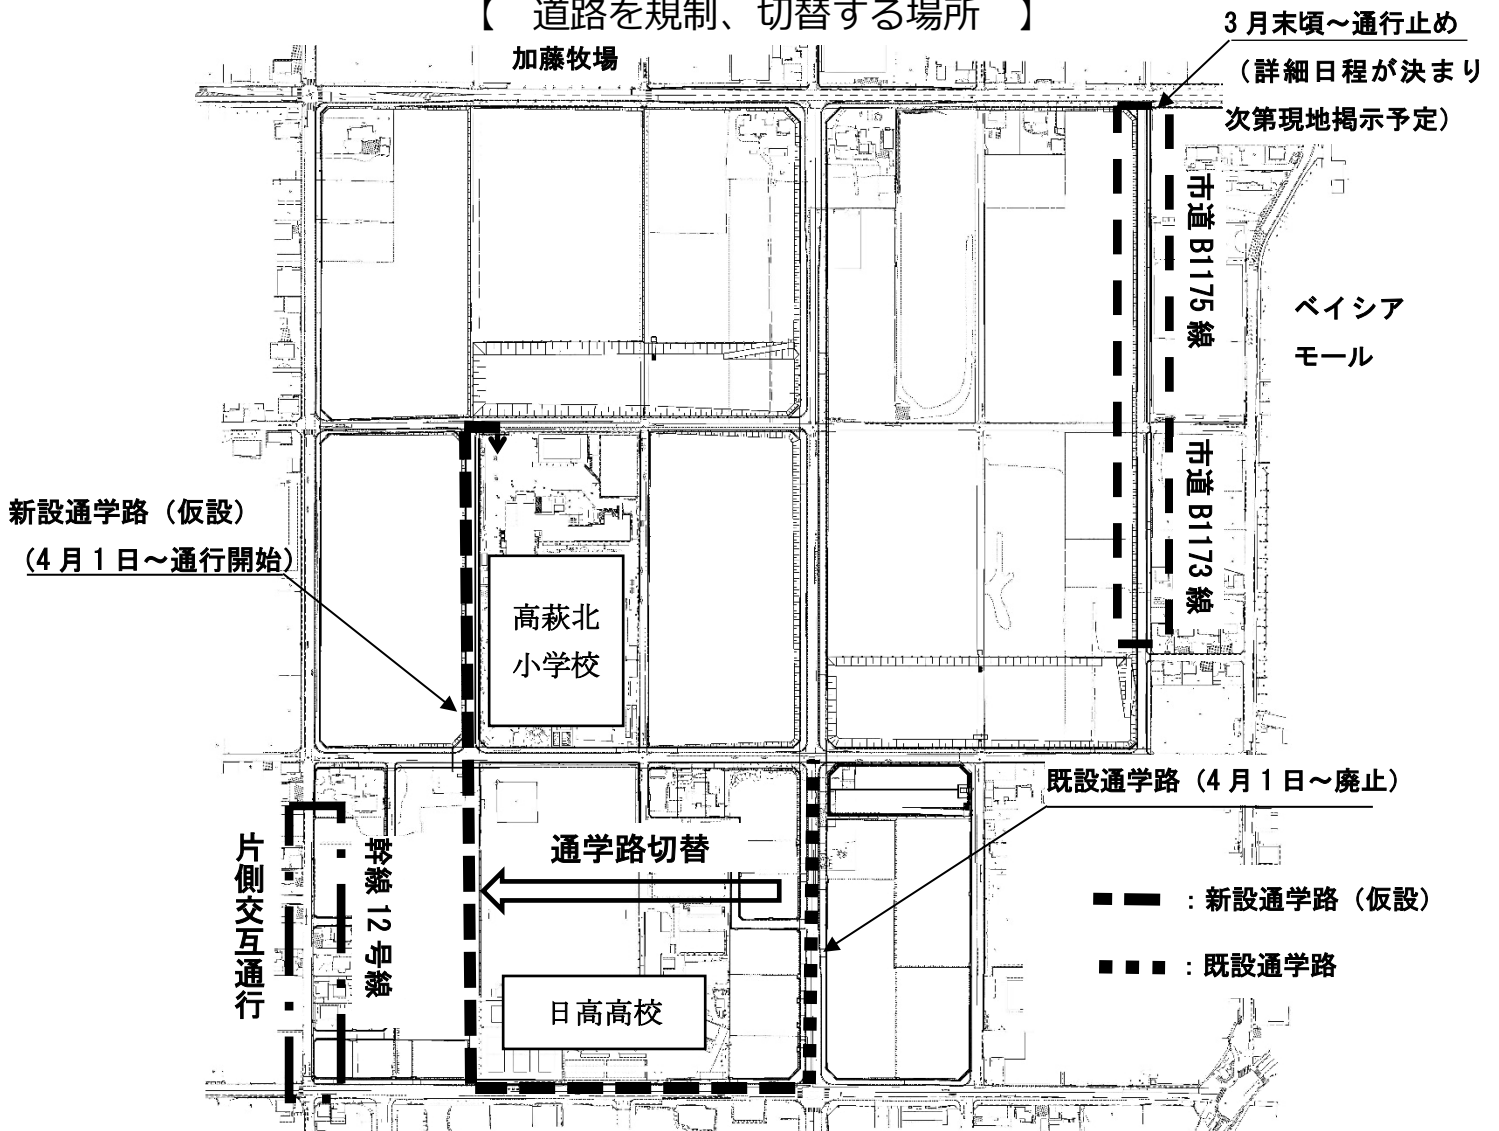 【 道路を規制、切替する場所 】
加藤牧場
3月末頃～通行止め
（詳細日程が決まり
次第現地掲示予定）
市道B1175線
ベイシア
モール
市道B1173線
新設通学路（仮設）
（4月1日～通行開始）
高萩北
小学校
既設通学路（4月1日～廃止）
通学路切替
片側交互通行
幹線12号線
：新設通学路（仮設）
：既設通学路
日高高校